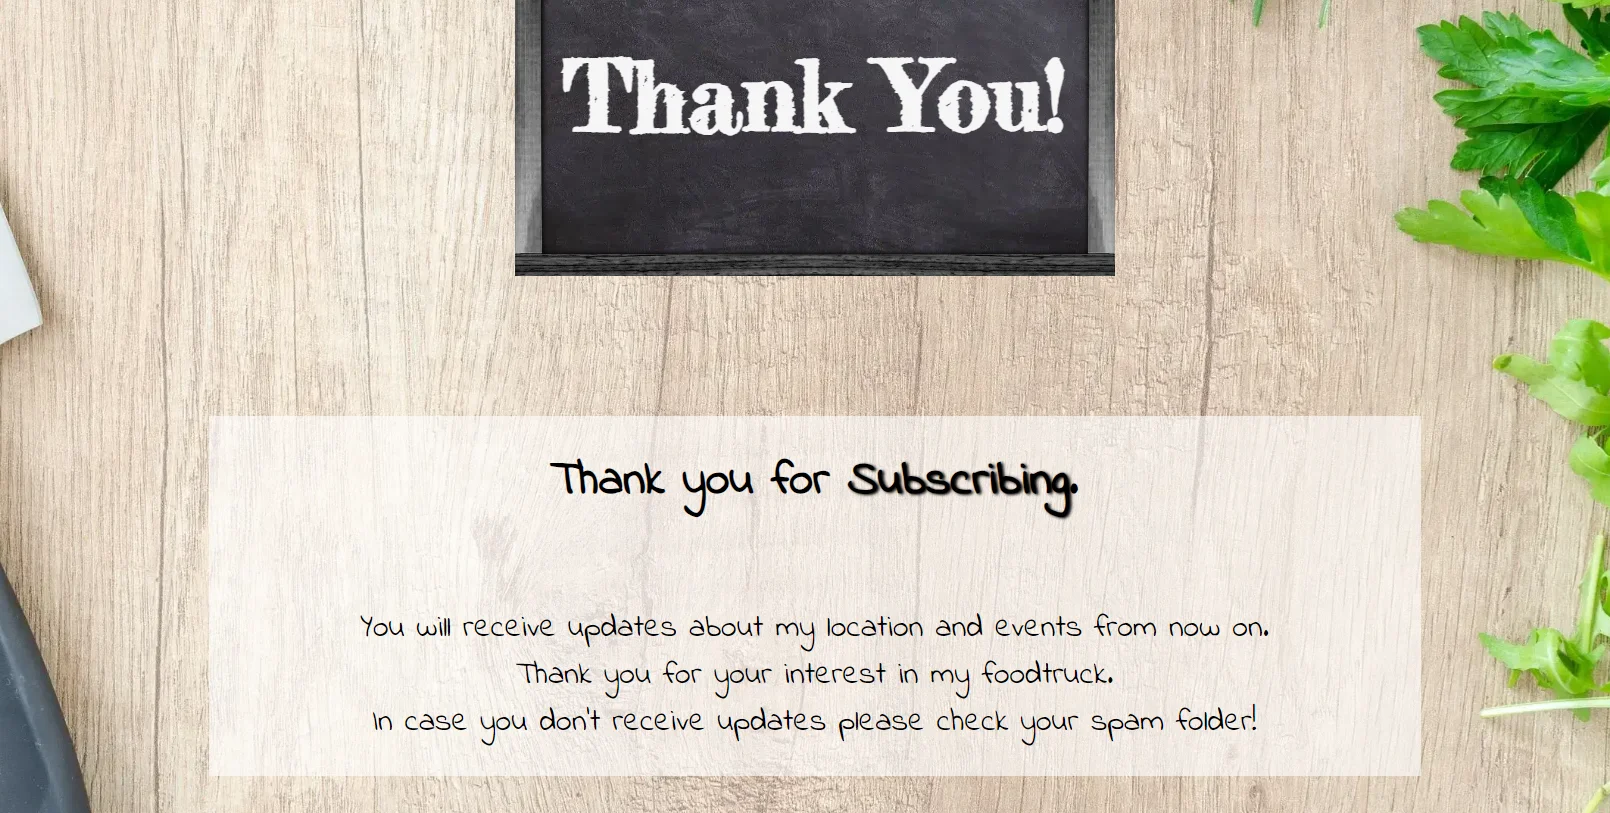 Thank You!
Thank you for Subscribing.
You will receive updates about my location and events from now on.
Thank you for your interest in my foodtruck.
In case you don't receive updates please check your spam folder!